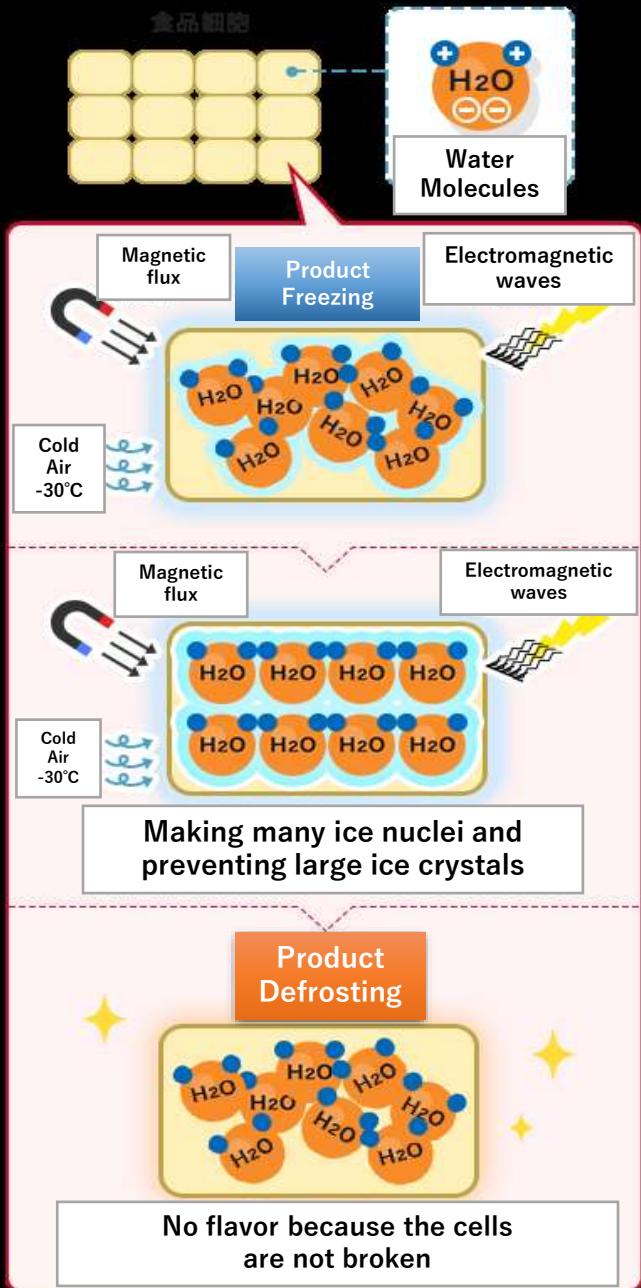 食品細胞
H2O
Water
Molecules
Magnetic
flux
Product
Freezing
Electromagnetic
waves
H2O
H2O
H2O
H2O
H2O
H2O
H2O
H2O
Cold
Air
-30℃
Magnetic
flux
Electromagnetic
waves
H2O H2O H2O H2O
H2O H2O H2O H2O
Cold
Air
-30℃
Making many ice nuclei and
preventing large ice crystals
Product
Defrosting
H2O
H2O
H2O
H2O
H2O
H2O
H2O
H2O
No flavor because the cells
are not broken